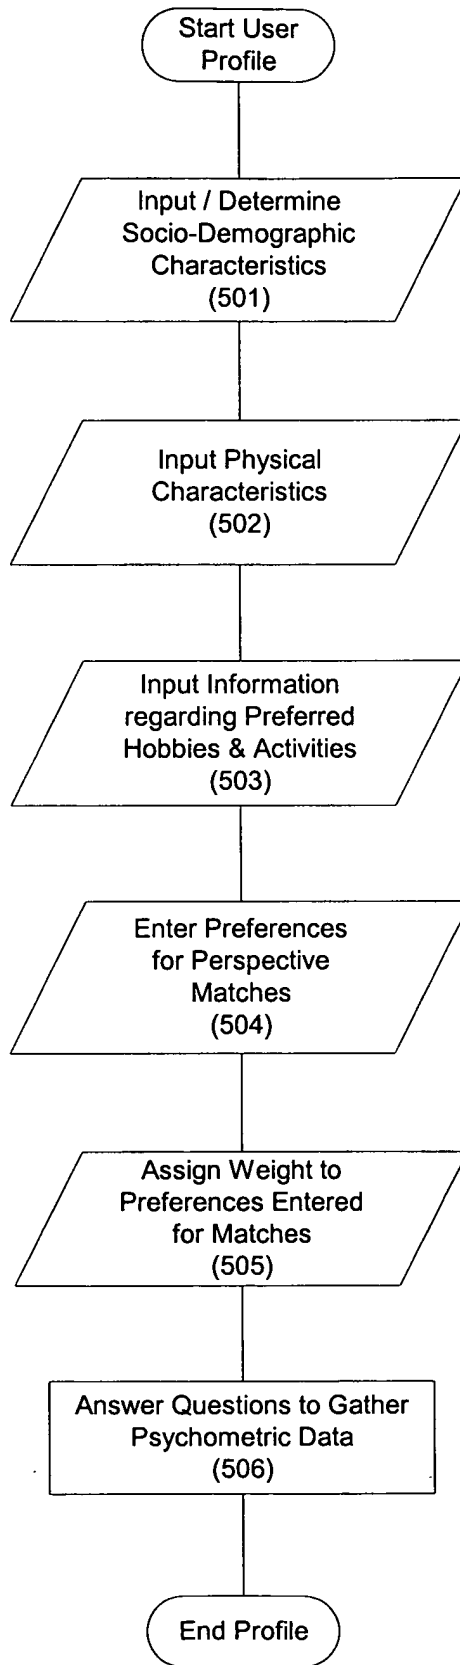 Start User
Profile
Input / Determine
Socio-Demographic
Characteristics
(501)
Input Physical
Characteristics
(502)
Input Information
regarding Preferred
Hobbies & Activities
(503)
Enter Preferences
for Perspective
Matches
(504)
Assign Weight to
Preferences Entered
for Matches
(505)
Answer Questions to Gather
Psychometric Data
(506)
End Profile